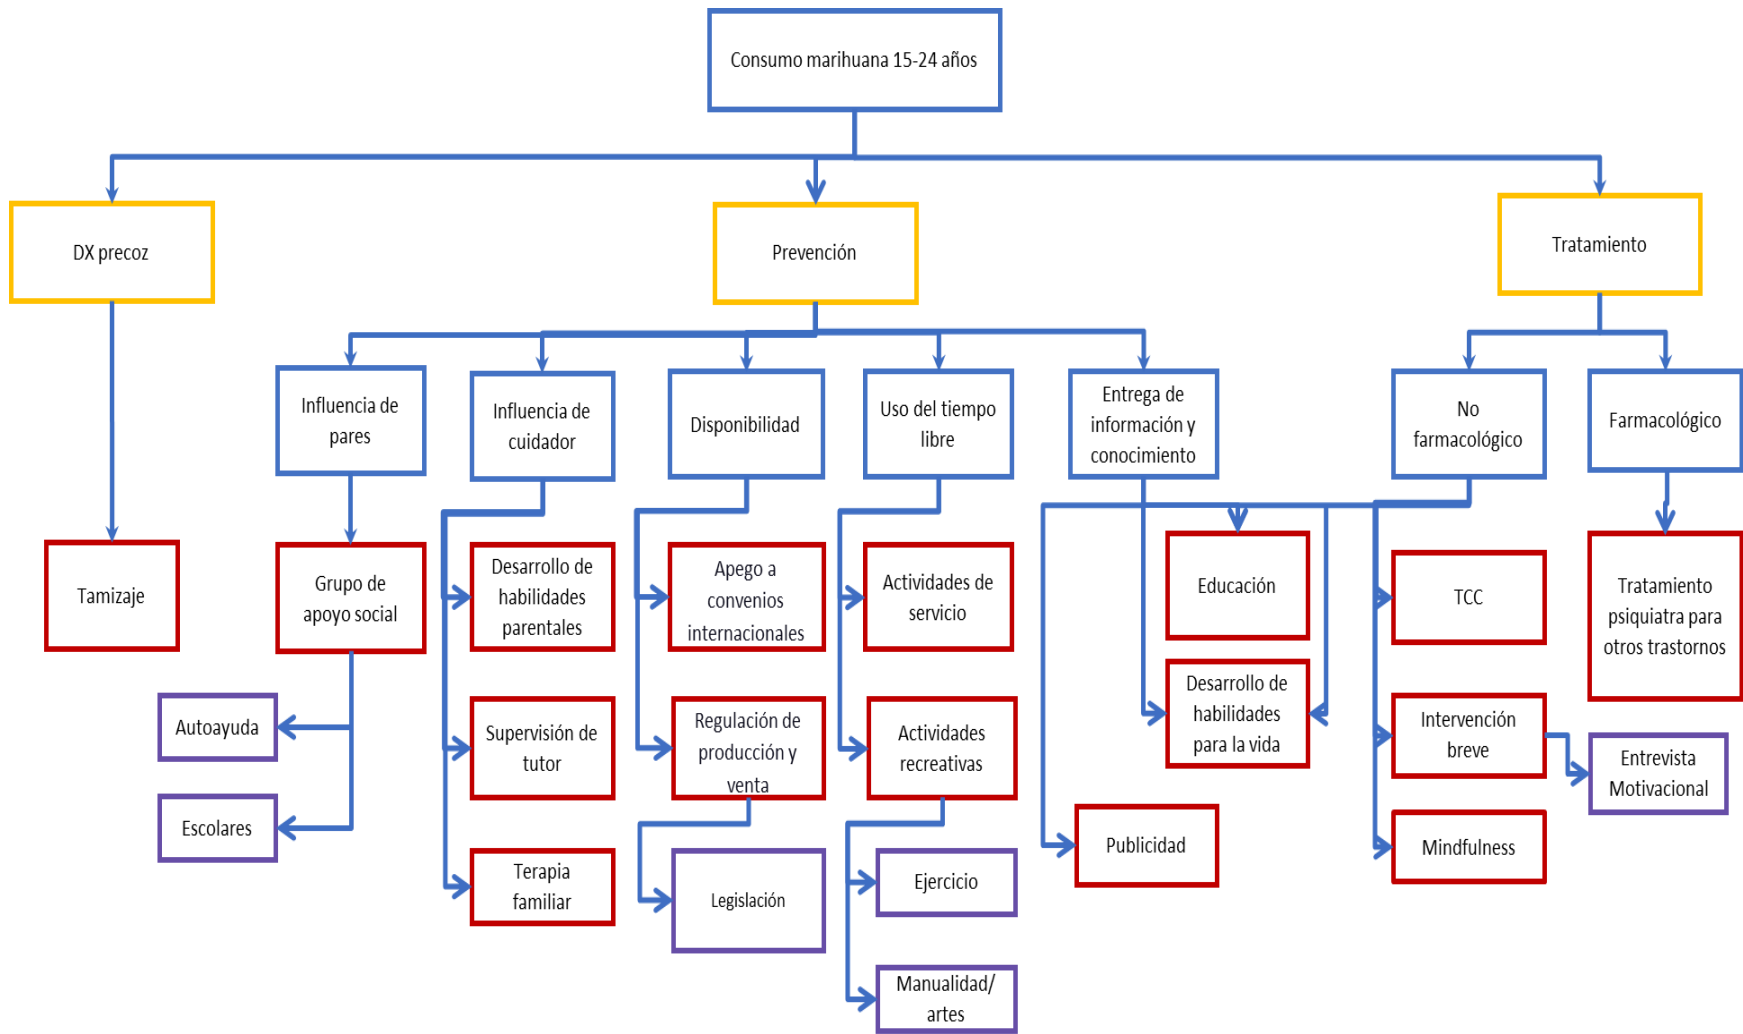 Consumo marihuana 15-24 años
DX precoz
Prevención
Tratamiento
Influencia de
pares
Influencia de
cuidador
Disponibilidad
Uso del tiempo
libre
Entrega de
información y
conocimiento
No
farmacológico
Farmacológico
Tamizaje
Grupo de
apoyo social
Desarrollo de
habilidades
parentales
Apego a
convenios
internacionales
Actividades de
servicio
Educación
TCC
Tratamiento
psiquiatra para
otros trastornos
Autoayuda
Supervisión de
tutor
Regulación de
producción y
venta
Actividades
recreativas
Desarrollo de
habilidades
para la vida
Intervención
breve
Entrevista
Motivacional
Escolares
Terapia
familiar
Legislación
Ejercicio
Publicidad
Mindfulness
Manualidad/
artes